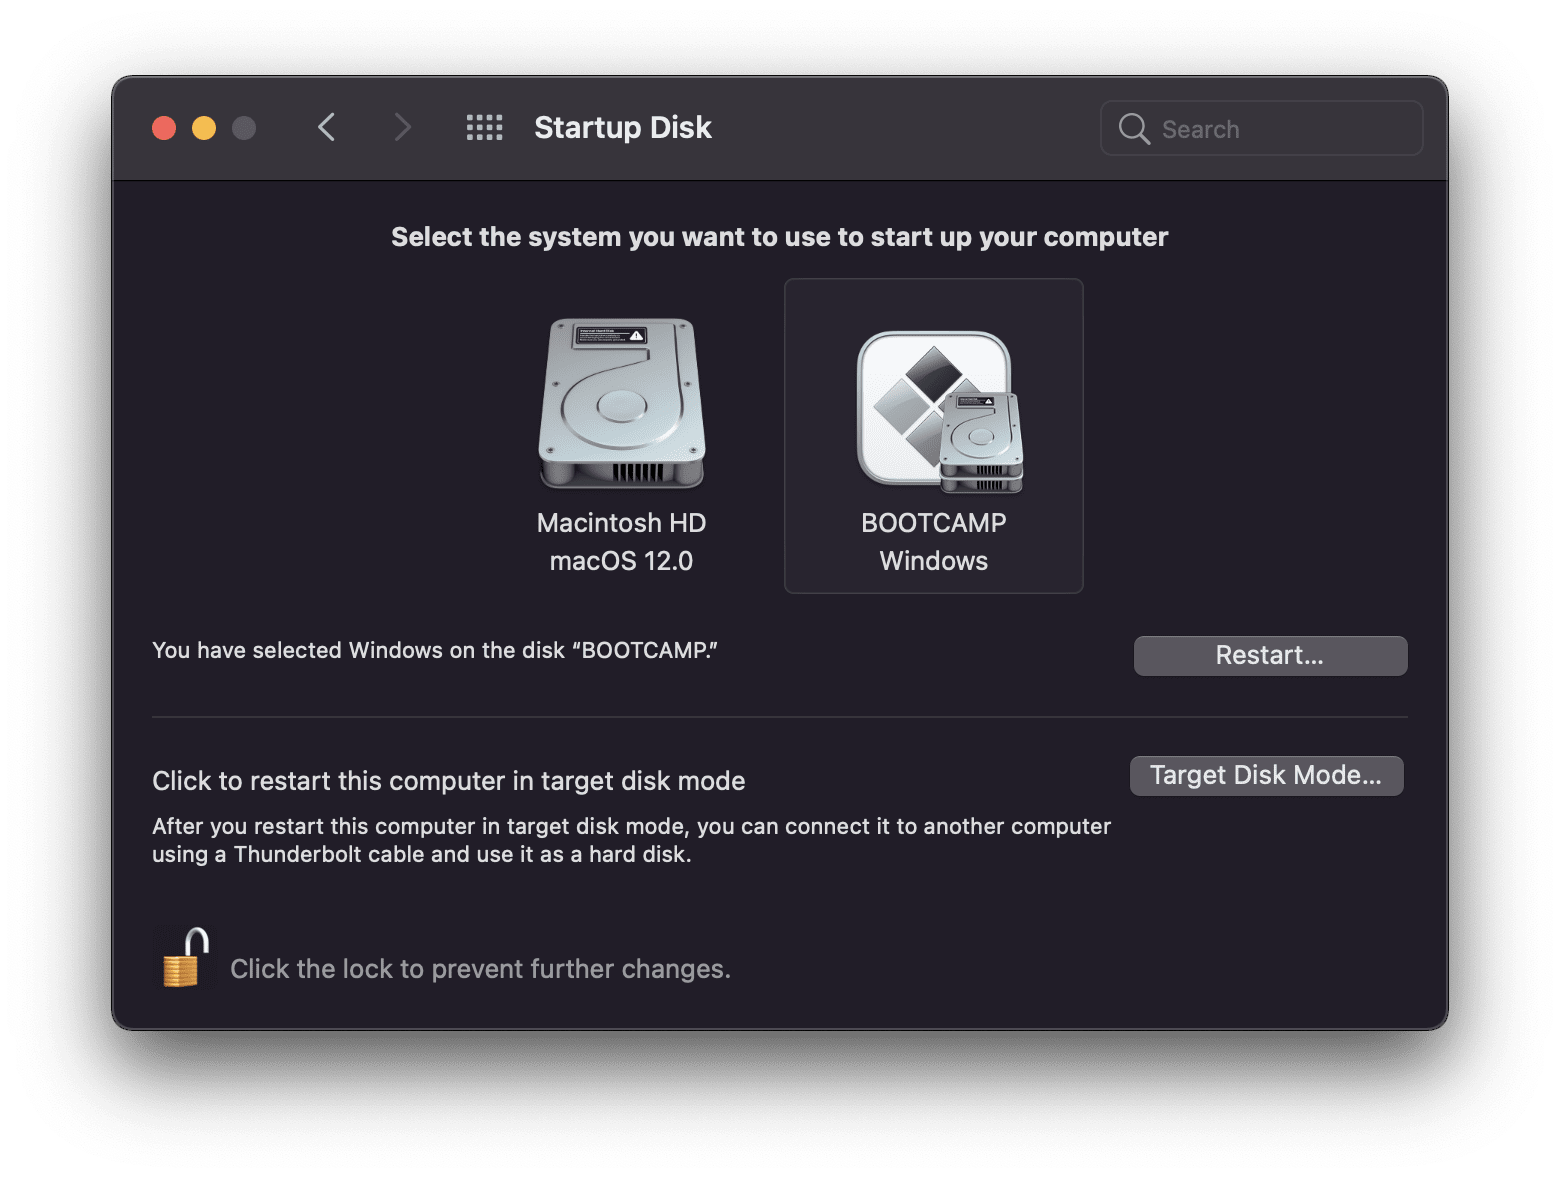 Startup Disk
Search
Select the system you want to use to start up your computer
Macintosh HD
macOS 12.0
BOOTCAMP
Windows
You have selected Windows on the disk “BOOTCAMP.”
Restart...
Click to restart this computer in target disk mode
Target Disk Mode...
After you restart this computer in target disk mode, you can connect it to another computer
using a Thunderbolt cable and use it as a hard disk.
Click the lock to prevent further changes.